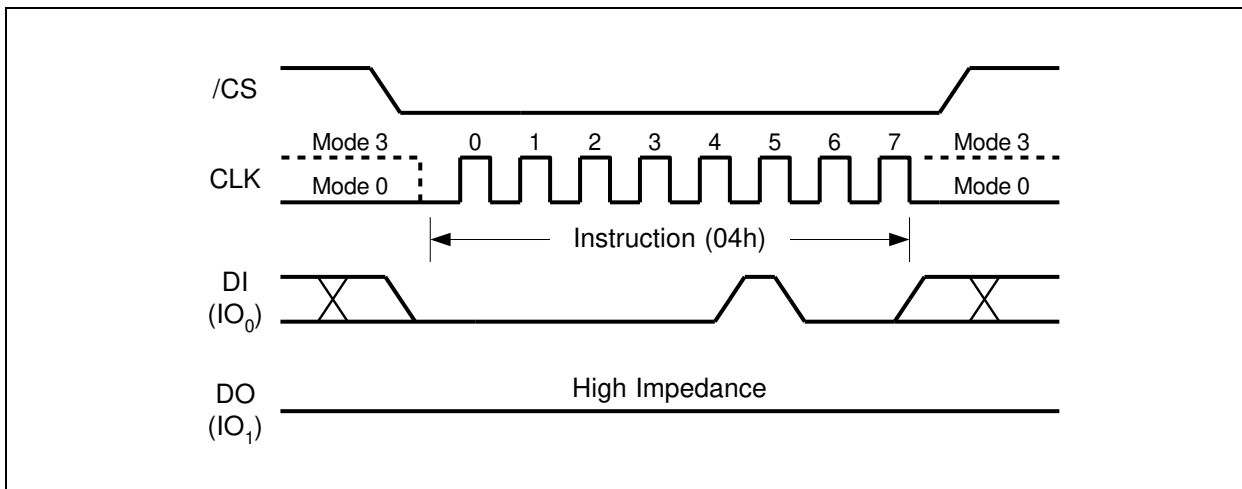 /CS
Mode 3 0 1 2 3 4 5 6 7 Mode 3
CLK
Mode 0 Mode 0
Instruction (04h)
DI
(IO₀)
High Impedance
DO
(IO₁)